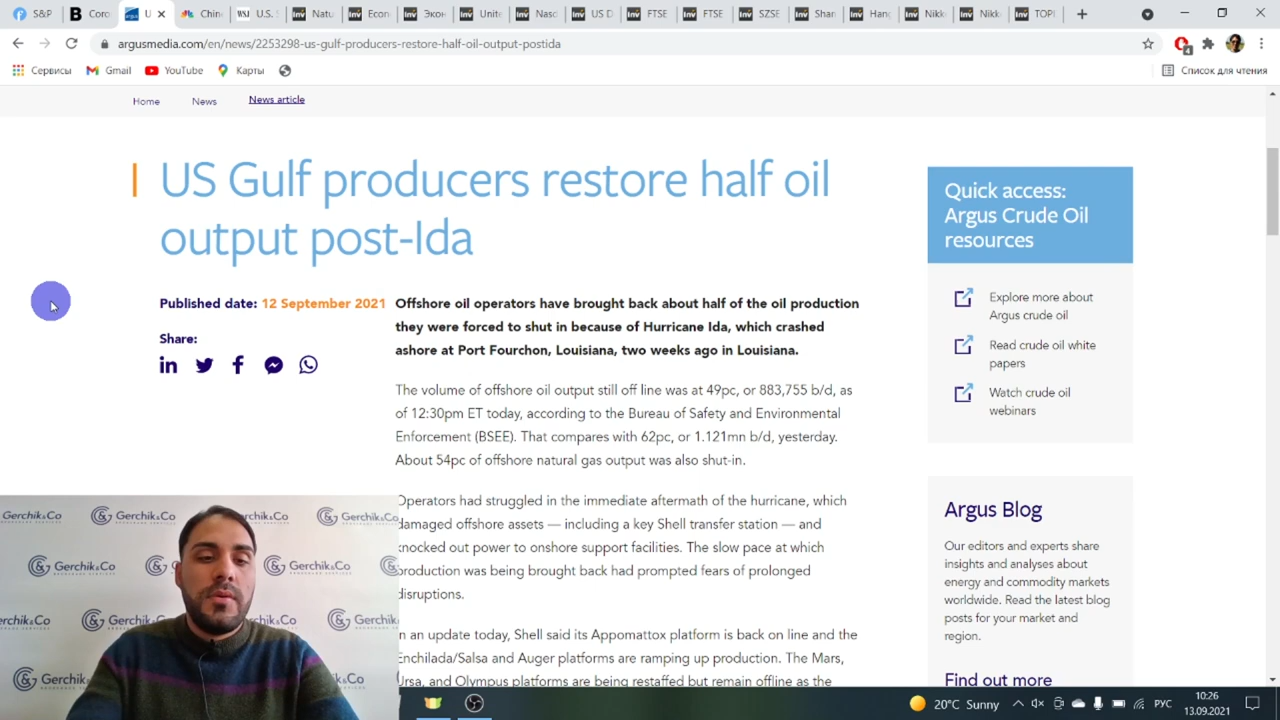 S&P
Coro
U
Chin
U.S.
Natu
Econ
Экон
Unite
Nasc
US D
FTSE
FTSE
SZSE
Shan
Hang
Nikk
Nikk
TOPI
argusmedia.com/en/news/2253298-us-gulf-producers-restore-half-oil-output-postida
Сервисы
Gmail
YouTube
Карты
Список для чтения
Home
News
News article
US Gulf producers restore half oil
output post-Ida
Published date: 12 September 2021
Share:
Offshore oil operators have brought back about half of the oil production
they were forced to shut in because of Hurricane Ida, which crashed
ashore at Port Fourchon, Louisiana, two weeks ago in Louisiana.
The volume of offshore oil output still off line was at 49pc, or 883,755 b/d, as
of 12:30pm ET today, according to the Bureau of Safety and Environmental
Enforcement (BSEE). That compares with 62pc, or 1.121mn b/d, yesterday.
About 54pc of offshore natural gas output was also shut-in.
Operators had struggled in the immediate aftermath of the hurricane, which
damaged offshore assets — including a key Shell transfer station — and
knocked out power to onshore support facilities. The slow pace at which
production was being brought back had prompted fears of prolonged
disruptions.
In an update today, Shell said its Appomattox platform is back on line and the
Enchilada/Salsa and Auger platforms are ramping up production. The Mars,
Ursa, and Olympus platforms are being restaffed but remain offline as the
Quick access:
Argus Crude Oil
resources
Explore more about
Argus crude oil
Read crude oil white
papers
Watch crude oil
webinars
Argus Blog
Our editors and experts share
insights and analyses about
energy and commodity markets
worldwide. Read the latest blog
posts for your market and
region.
Find out more
Gerchik&Co
Gerchik&Co
Gerchik&Co
Gerchik&Co
Gerchik&Co
Gerchik&Co
Gerchik&Co
20°C Sunny
РУС
10:26
13.09.2021